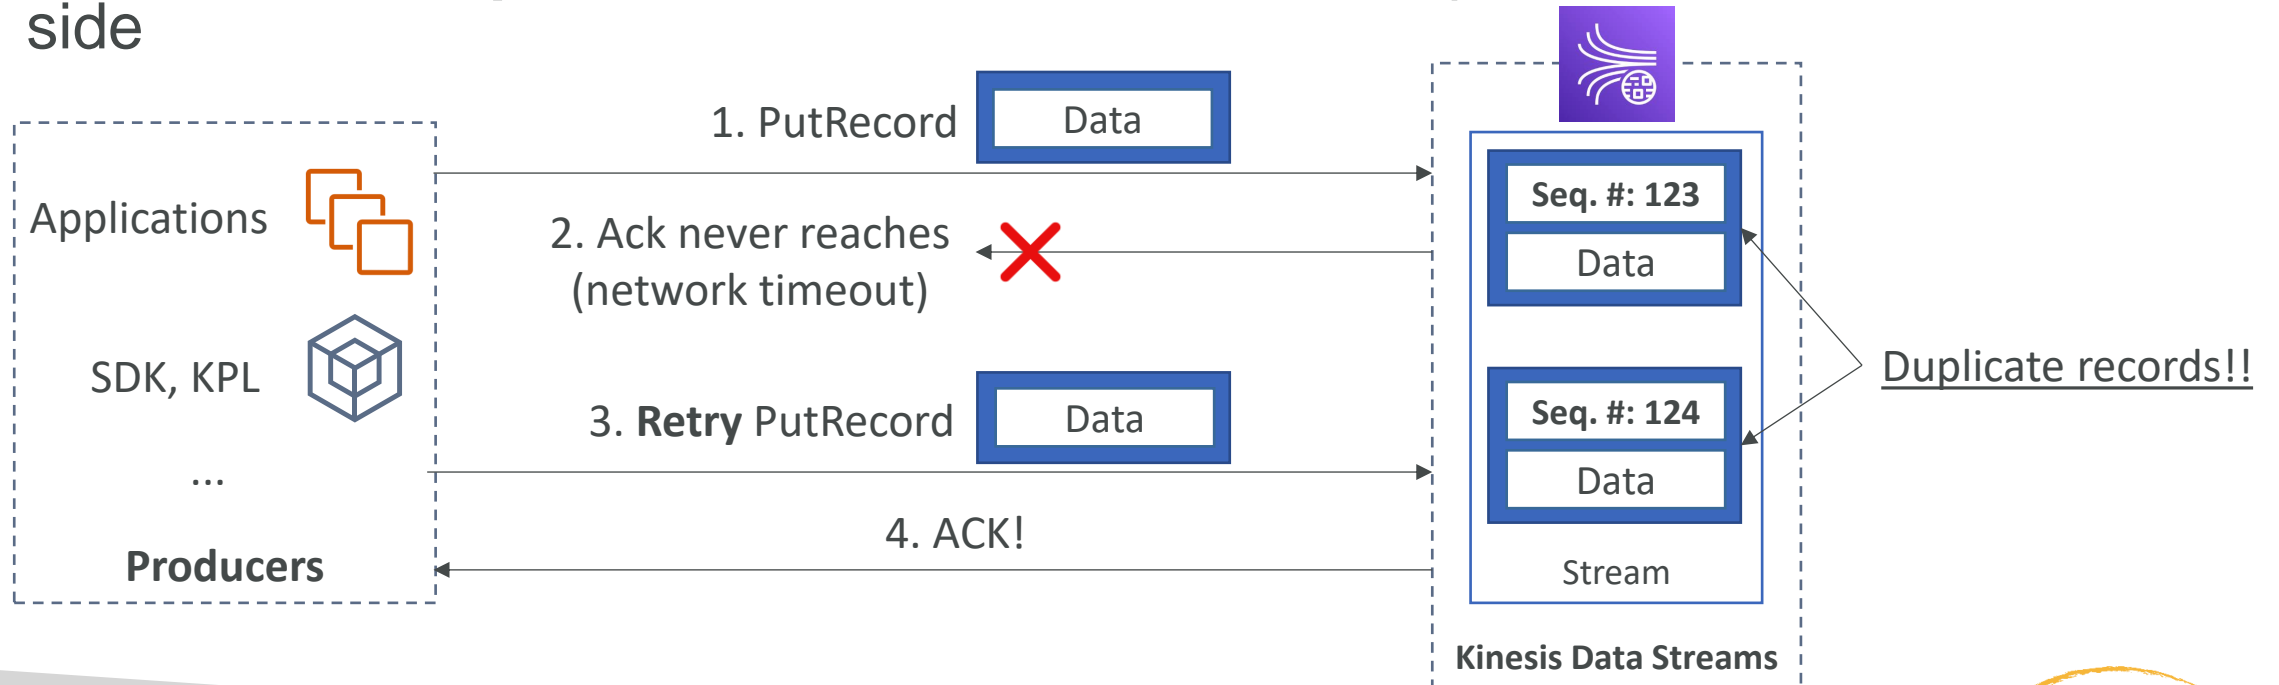 side
1. PutRecord
Data
Applications
2. Ack never reaches
(network timeout)
Seq. #: 123
Data
SDK, KPL
Duplicate records!!
3. Retry PutRecord
Data
Seq. #: 124
Data
...
4. ACK!
Producers
Stream
Kinesis Data Streams